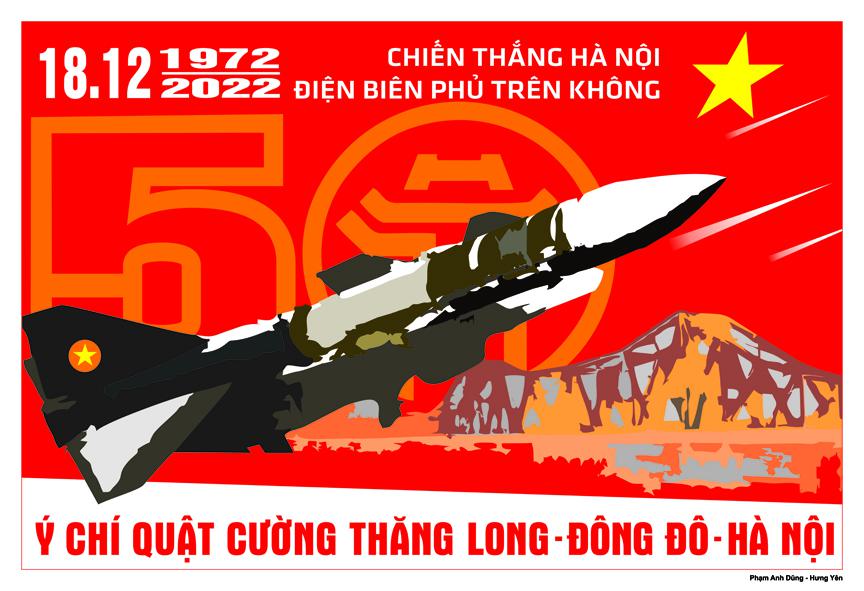 18.12 1972
2022
CHIẾN THẮNG HÀ NỘI
ĐIỆN BIÊN PHỦ TRÊN KHÔNG
50
Ý CHÍ QUẬT CƯỜNG THĂNG LONG - ĐÔNG ĐÔ - HÀ NỘI
Phạm Anh Dũng - Hưng Yên